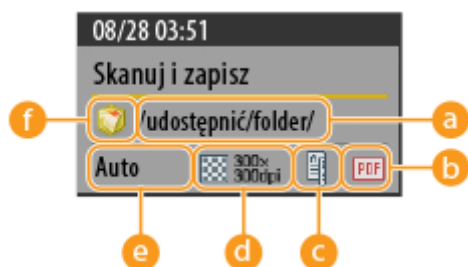 08/28 03:51
Skanuj i zapisz
f /udostępnić/folder/ a
Auto 300× 300dpi PDF b
e d c